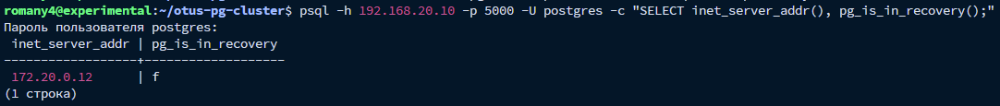 romany4@experimental:~/otus-pg-cluster$ psql -h 192.168.20.10 -p 5000 -U postgres -c "SELECT inet_server_addr(), pg_is_in_recovery();"
Пароль пользователя postgres:
 inet_server_addr | pg_is_in_recovery
------------------+-------------------
 172.20.0.12      | f
(1 строка)